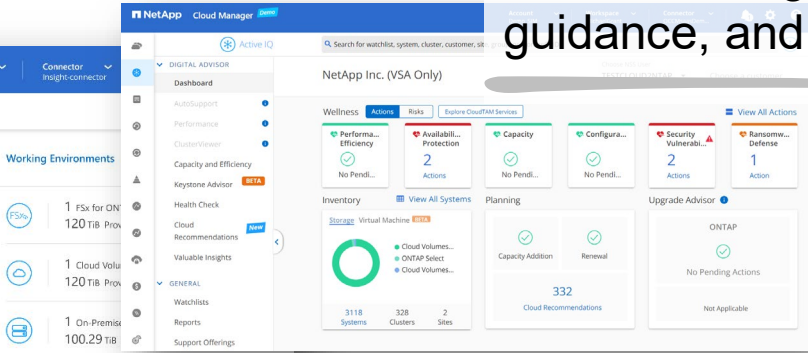 guidance, and
NetApp Cloud Manager Demo
Connector
Insight-connector
Working Environments
1 FSx for ON
120 TiB Prov
1 Cloud Volu
120 TiB Prov
1 On-Premise
100.29 TiB
Active IQ
DIGITAL ADVISOR
Dashboard
AutoSupport
Performance
ClusterViewer
Capacity and Efficiency
Keystone Advisor BETA
Health Check
Cloud
Recommendations New
Valuable Insights
GENERAL
Watchlists
Reports
Support Offerings
Search for watchlist, system, cluster, customer, sit
NetApp Inc. (VSA Only)
Wellness Actions Risks Explore CloudTAM Services View All Actions
Performa...
Efficiency
No Pendi...
Availabili...
Protection
2
Actions
Capacity
No Pendi...
Configura...
No Pendi...
Security
Vulnerabi...
2
Actions
Ransomw...
Defense
1
Action
Inventory View All Systems
Storage Virtual Machine BETA
Cloud Volumes...
ONTAP Select
Cloud Volumes...
3118 328 2
Systems Clusters Sites
Planning
Capacity Addition Renewal
332
Cloud Recommendations
Upgrade Advisor
ONTAP
No Pending Actions
Not Applicable